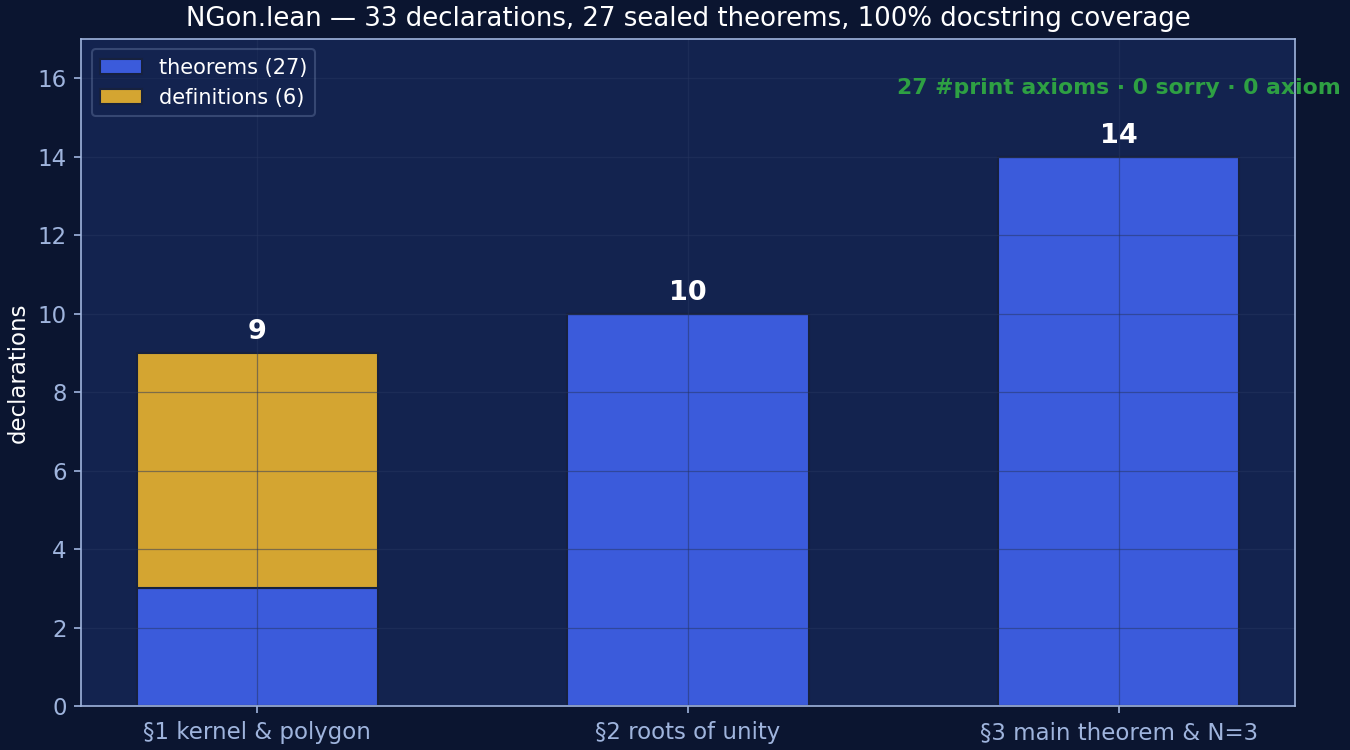 NGon.lean — 33 declarations, 27 sealed theorems, 100% docstring coverage
theorems (27)
definitions (6)
27 #print axioms · 0 sorry · 0 axiom
declarations
16
14
12
10
8
6
4
2
0
9
10
14
§1 kernel & polygon
§2 roots of unity
§3 main theorem & N=3